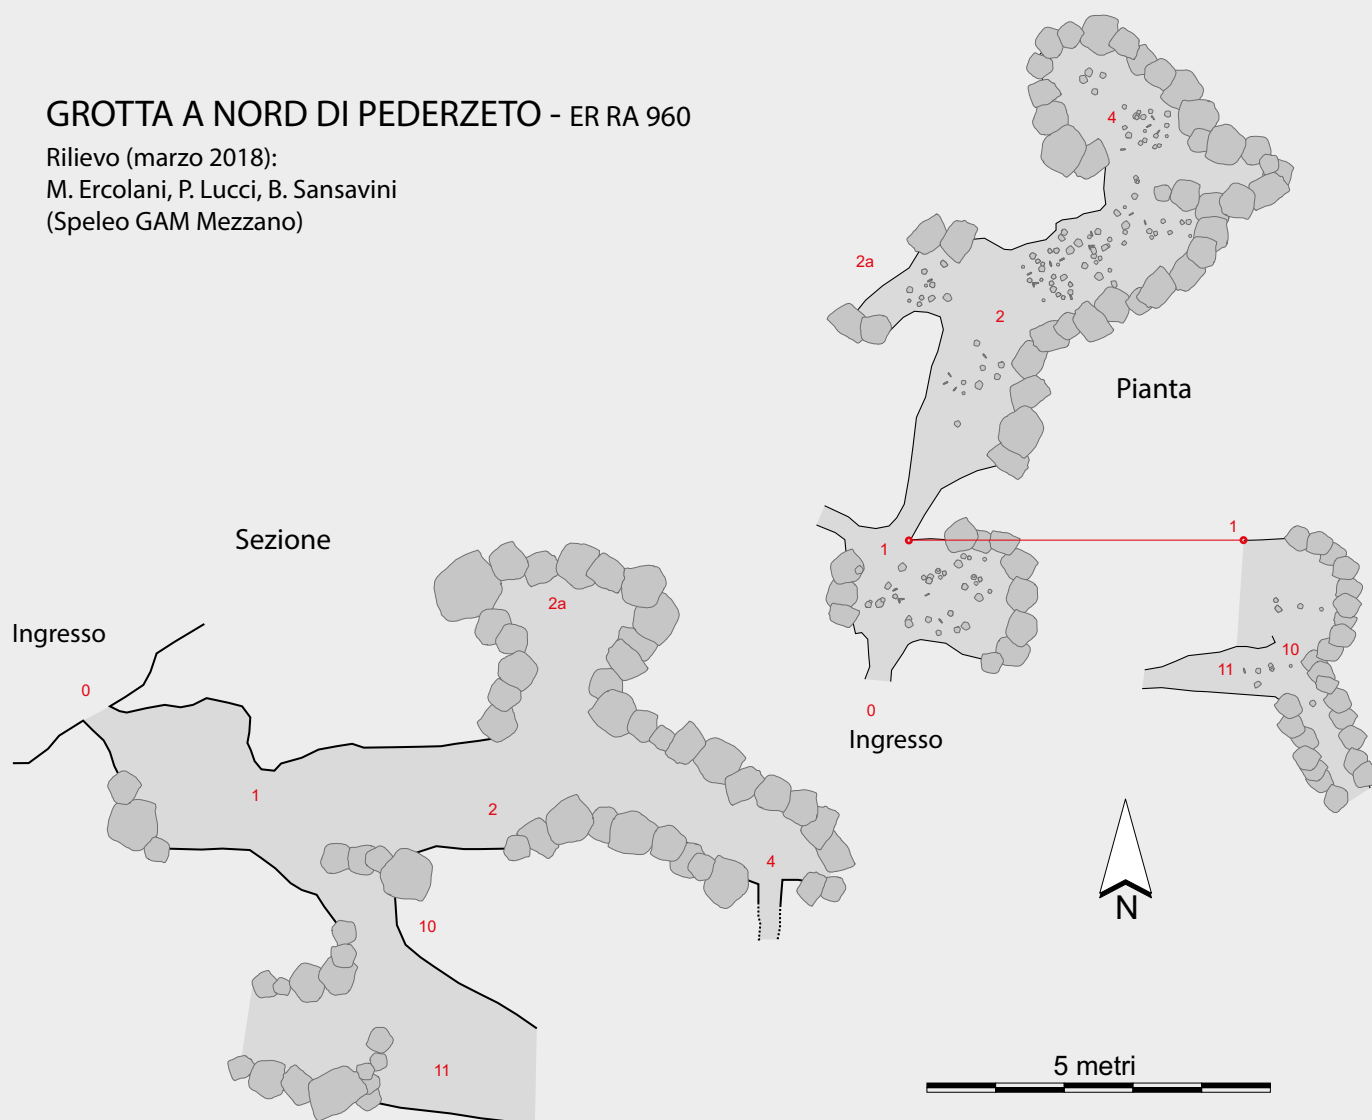 GROTTA A NORD DI PEDERZETO - ER RA 960
Rilievo (marzo 2018):
M. Ercolani, P. Lucci, B. Sansavini
(Speleo GAM Mezzano)
4
2a
2
Pianta
1
1
10
11
0
Ingresso
Sezione
Ingresso
0
2a
1
2
4
10
11
N
5 metri